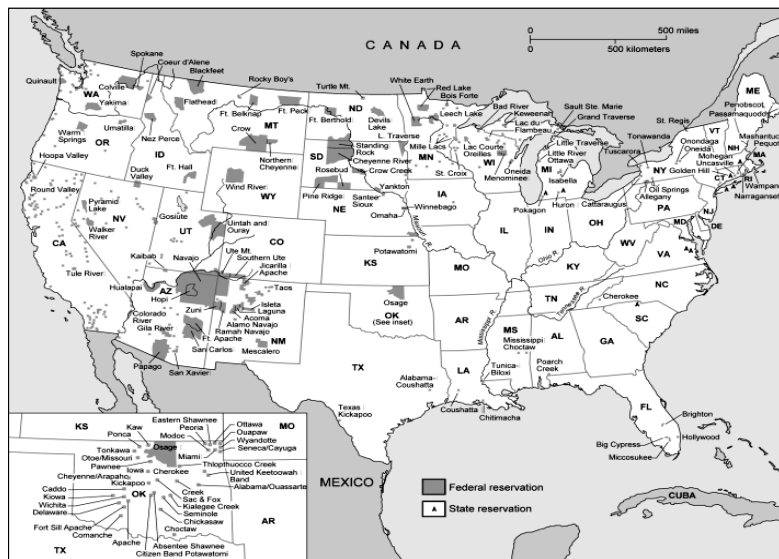 0 500 miles
0 500 kilometers
CANADA
Spokane
Coeur d'Alene
Blackfeet
Rocky Boy's
Turtle Mt.
White Earth
Red Lake
Bois Forte
Leech Lake
Bad River
Keweenah
Lac du
Flambeau
Sault Ste. Marie
Grand Traverse
St. Regis
ME
Penobscot
Passamaquoddy
Quinault
Colville
WA
Yakima
Flathead
Ft. Belknap
Ft. Peck
MT
Crow
Northern
Cheyenne
ND
Ft. Berthold
Devils
Lake
L. Traverse
Mille Lacs
MN
St. Croix
Lac Courte
Oreilles
WI
Oneida
Menominee
Little Traverse
Little River
Ottawa
MI
Isabella
Huron
Pokagon
Tonawanda
Tuscarora
Cattaraugus
VT
NH
Onondaga
Oneida
NY
Mohegan
Uncasville
Golden Hill
CT
Mashantucket
Pequot
MA
RI
Wampanoag
Narragansett
Oil Springs
Allegany
PA
NJ
MD
DE
Warm
Springs
Umatilla
OR
Nez Perce
ID
Hoopa Valley
Duck
Valley
Ft. Hall
Wind River
WY
SD
Standing
Rock
Cheyenne River
Rosebud
Crow Creek
Pine Ridge
Yankton
Santee
Sioux
NE
Omaha
Winnebago
IA
Missouri R.
Round Valley
Pyramid
Lake
NV
Walker
River
CA
Tule River
Gosiute
UT
Uintah and
Ouray
CO
Ute Mt.
Southern Ute
Jicarilla
Apache
Kaibab
Navajo
Hualapai
AZ
Hopi
Zuni
Colorado
River
Gila River
Papago
San Xavier
San Carlos
Ft. Apache
Ramah Navajo
Alamo Navajo
Acoma
Laguna
Isleta
Taos
NM
Mescalero
Potawatomi
KS
Osage
OK
(See inset)
MO
AR
IL
IN
OH
Ohio R.
KY
WV
VA
TN
Tennessee R.
Mississippi R.
NC
Cherokee
SC
GA
AL
MS
Mississippi
Choctaw
Poarch
Creek
Tunica-
Biloxi
LA
Coushatta
Chitimacha
TX
Alabama-
Coushatta
Texas
Kickapoo
FL
Brighton
Hollywood
Big Cypress
Miccosukee
MEXICO
CUBA
Federal reservation
State reservation
KS
MO
Eastern Shawnee
Peoria
Modoc
Miami
Ottawa
Quapaw
Wyandotte
Seneca/Cayuga
Kaw
Ponca
Osage
Tonkawa
Otoe/Missouri
Pawnee
Iowa
Cherokee
Thlopthucco Creek
United Keetoowah
Band
Alabama/Quassarte
Cheyenne/Arapaho
Kickapoo
Caddo
Kiowa
Wichita
Delaware
OK
Creek
Sac & Fox
Kialegee Creek
Seminole
Chickasaw
Choctaw
Fort Sill Apache
Comanche
Apache
Absentee Shawnee
Citizen Band Potawatomi
AR
TX